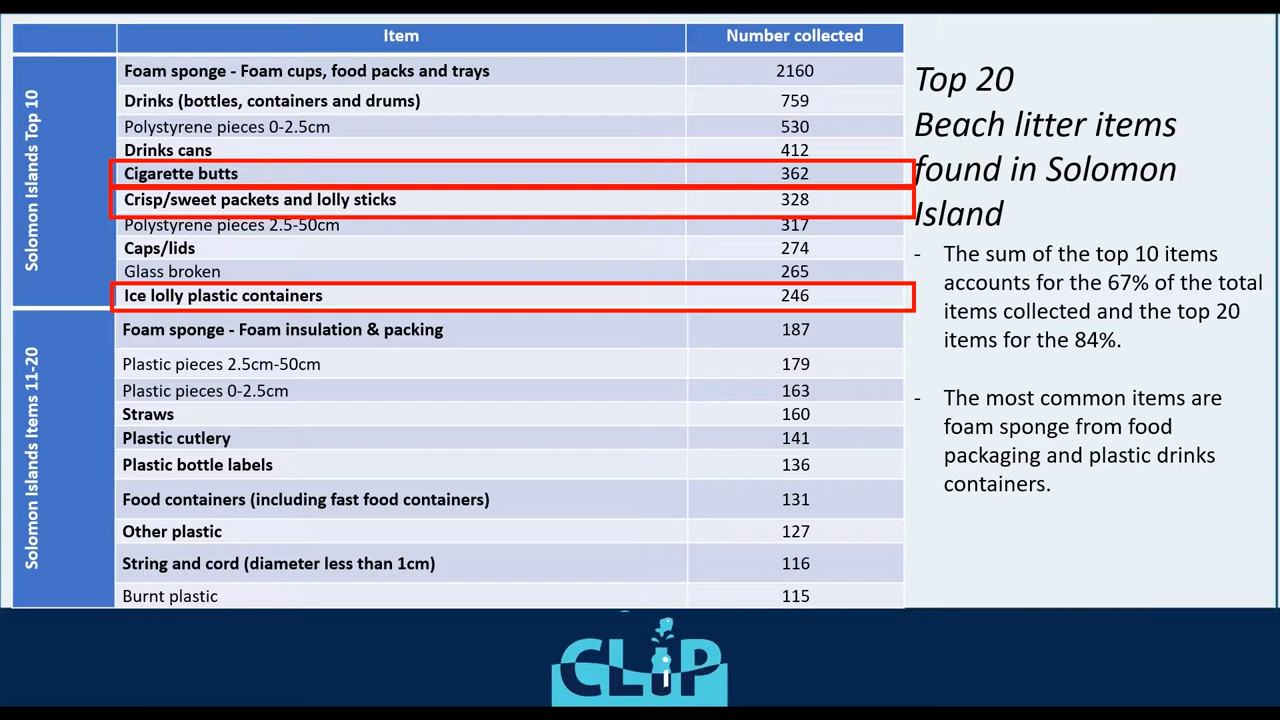 Item Number collected
Solomon Islands Top 10
Foam sponge - Foam cups, food packs and trays 2160
Drinks (bottles, containers and drums) 759
Polystyrene pieces 0-2.5cm 530
Drinks cans 412
Cigarette butts 362
Crisp/sweet packets and lolly sticks 328
Polystyrene pieces 2.5-50cm 317
Caps/lids 274
Glass broken 265
Ice lolly plastic containers 246
Solomon Islands Items 11-20
Foam sponge - Foam insulation & packing 187
Plastic pieces 2.5cm-50cm 179
Plastic pieces 0-2.5cm 163
Straws 160
Plastic cutlery 141
Plastic bottle labels 136
Food containers (including fast food containers) 131
Other plastic 127
String and cord (diameter less than 1cm) 116
Burnt plastic 115
Top 20
Beach litter items
found in Solomon
Island
- The sum of the top 10 items
accounts for the 67% of the total
items collected and the top 20
items for the 84%.
- The most common items are
foam sponge from food
packaging and plastic drinks
containers.
CLiP